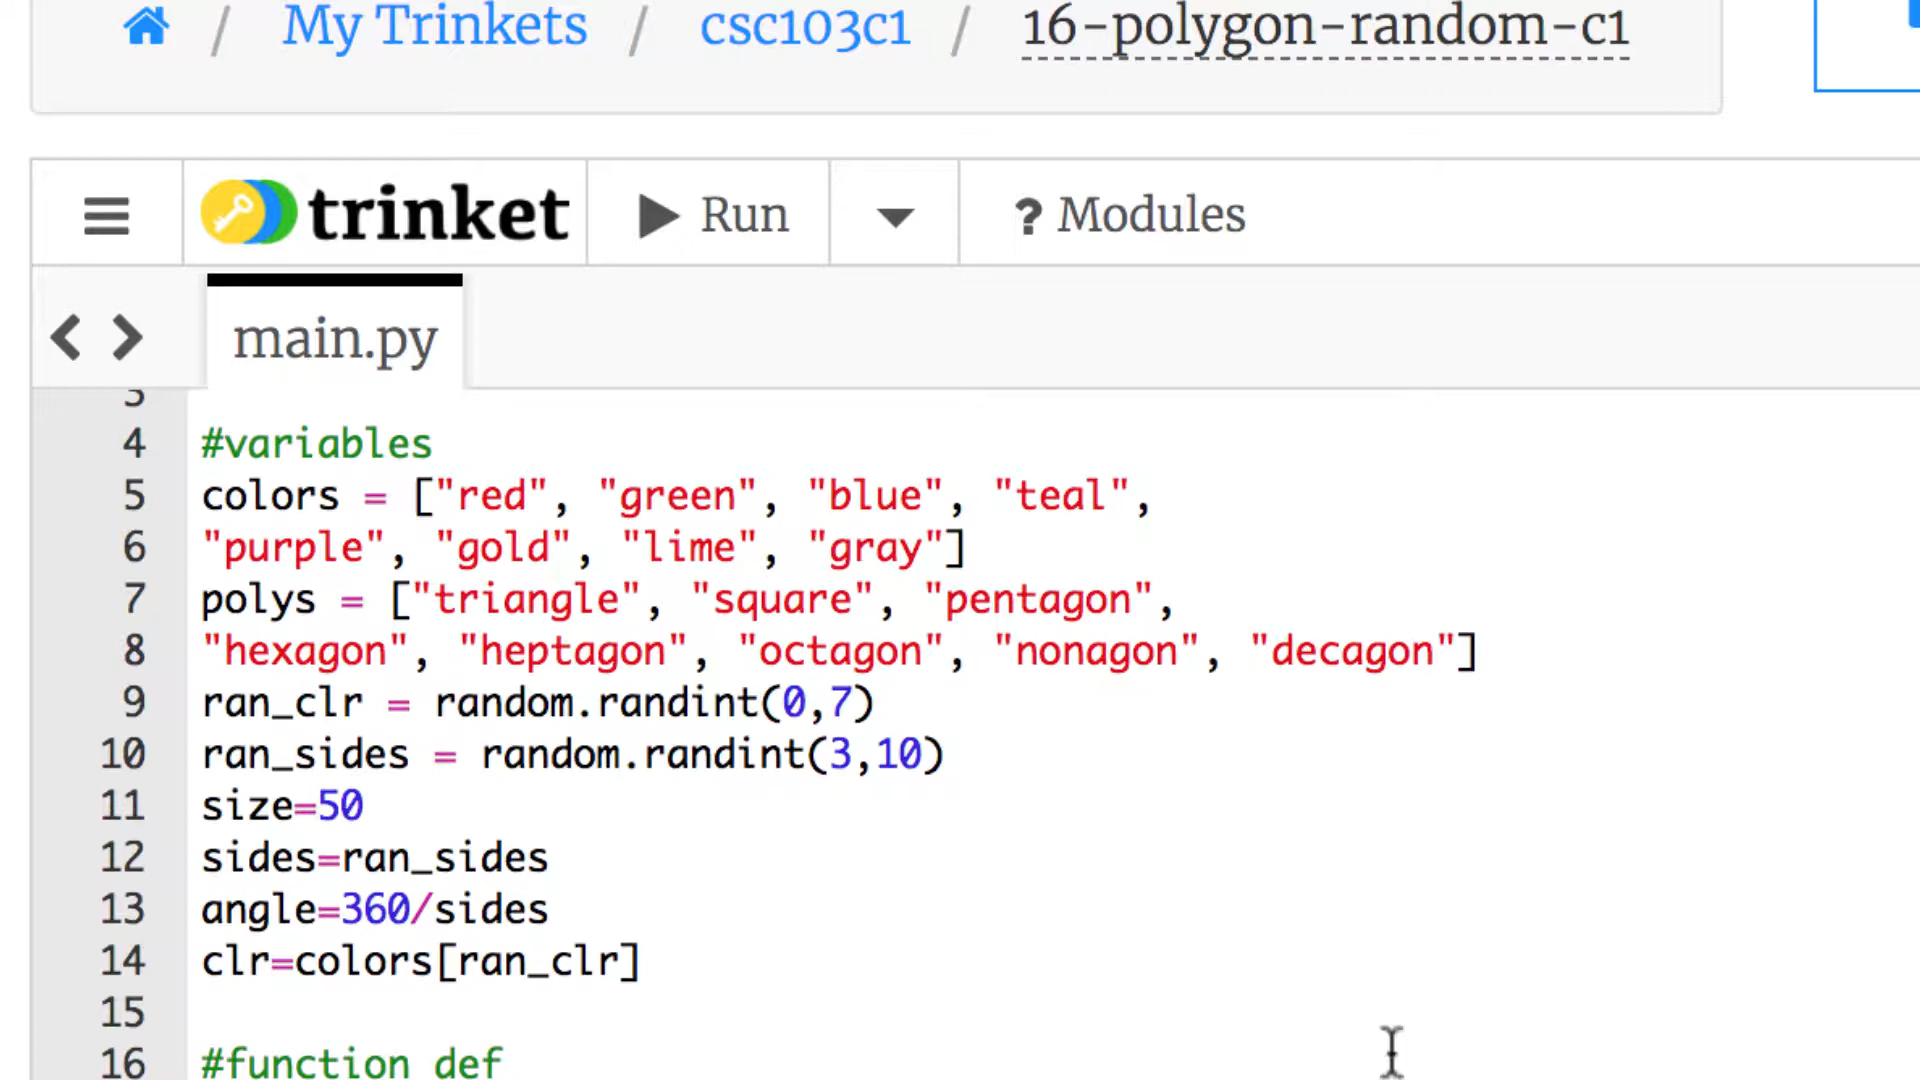 My Trinkets / csc103c1 / 16-polygon-random-c1
trinket Run ? Modules
main.py
3
4 #variables
5 colors = ["red", "green", "blue", "teal",
6 "purple", "gold", "lime", "gray"]
7 polys = ["triangle", "square", "pentagon",
8 "hexagon", "heptagon", "octagon", "nonagon", "decagon"]
9 ran_clr = random.randint(0,7)
10 ran_sides = random.randint(3,10)
11 size=50
12 sides=ran_sides
13 angle=360/sides
14 clr=colors[ran_clr]
15
16 #function def